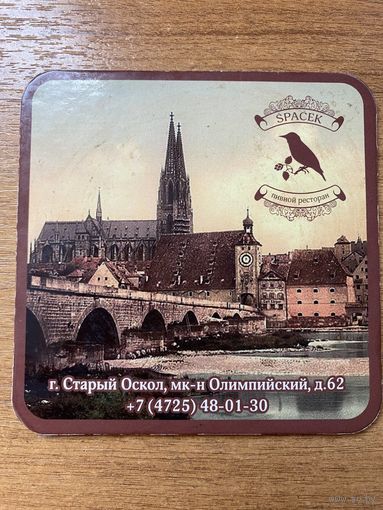 SPACEK
пивной ресторан
г. Старый Оскол, мк-н Олимпийский, д.62
+7 (4725) 48-01-30